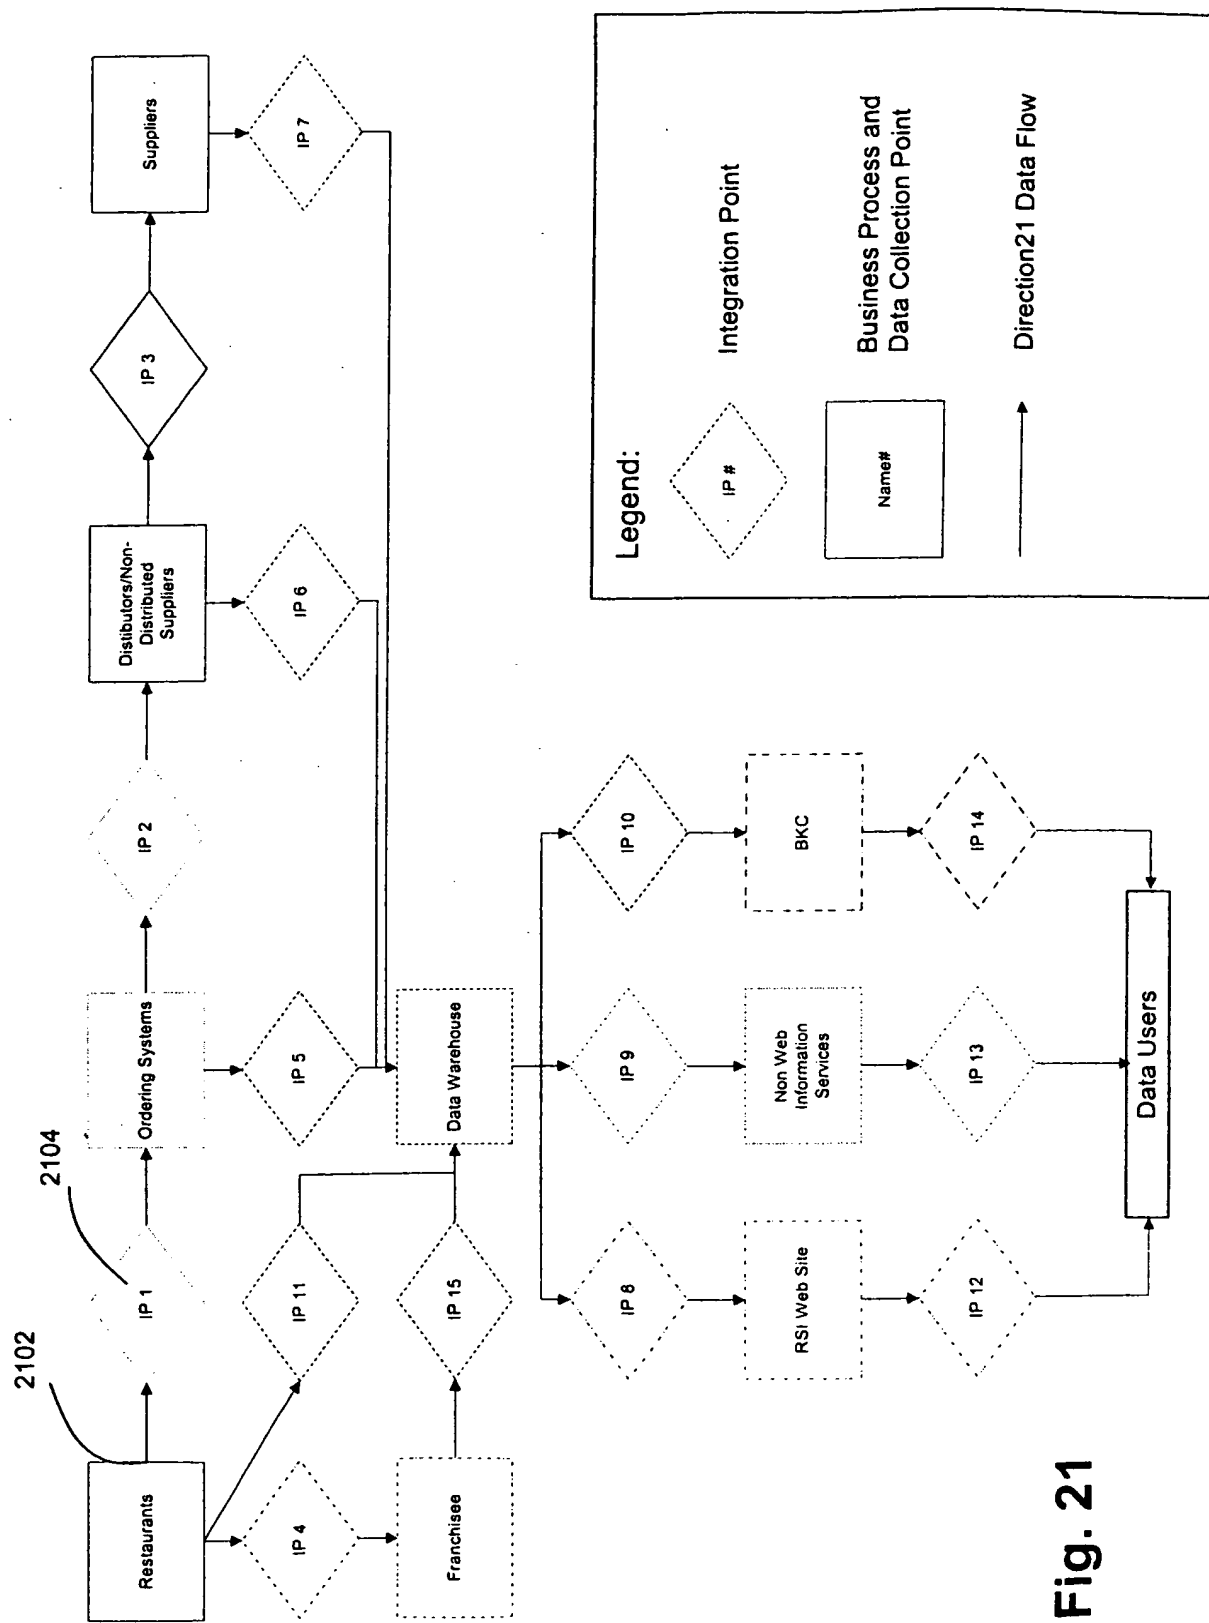 2102
2104
Restaurants
IP 1
Ordering Systems
IP 2
Distibutors/Non-
Distributed
Suppliers
IP 3
Suppliers
IP 4
IP 11
IP 5
IP 6
IP 7
Franchisee
IP 15
Data Warehouse
IP 8
IP 9
IP 10
RSI Web Site
Non Web
Information
Services
BKC
IP 12
IP 13
IP 14
Data Users
Legend:
IP #
Integration Point
Name#
Business Process and
Data Collection Point
Direction21 Data Flow
Fig. 21